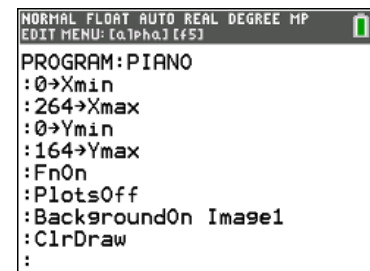 NORMAL FLOAT AUTO REAL DEGREE MP
EDIT MENU: [alpha] [f5]
PROGRAM:PIANO
:0→Xmin
:264→Xmax
:0→Ymin
:164→Ymax
:FnOn
:PlotsOff
:BackgroundOn Image1
:ClrDraw
: